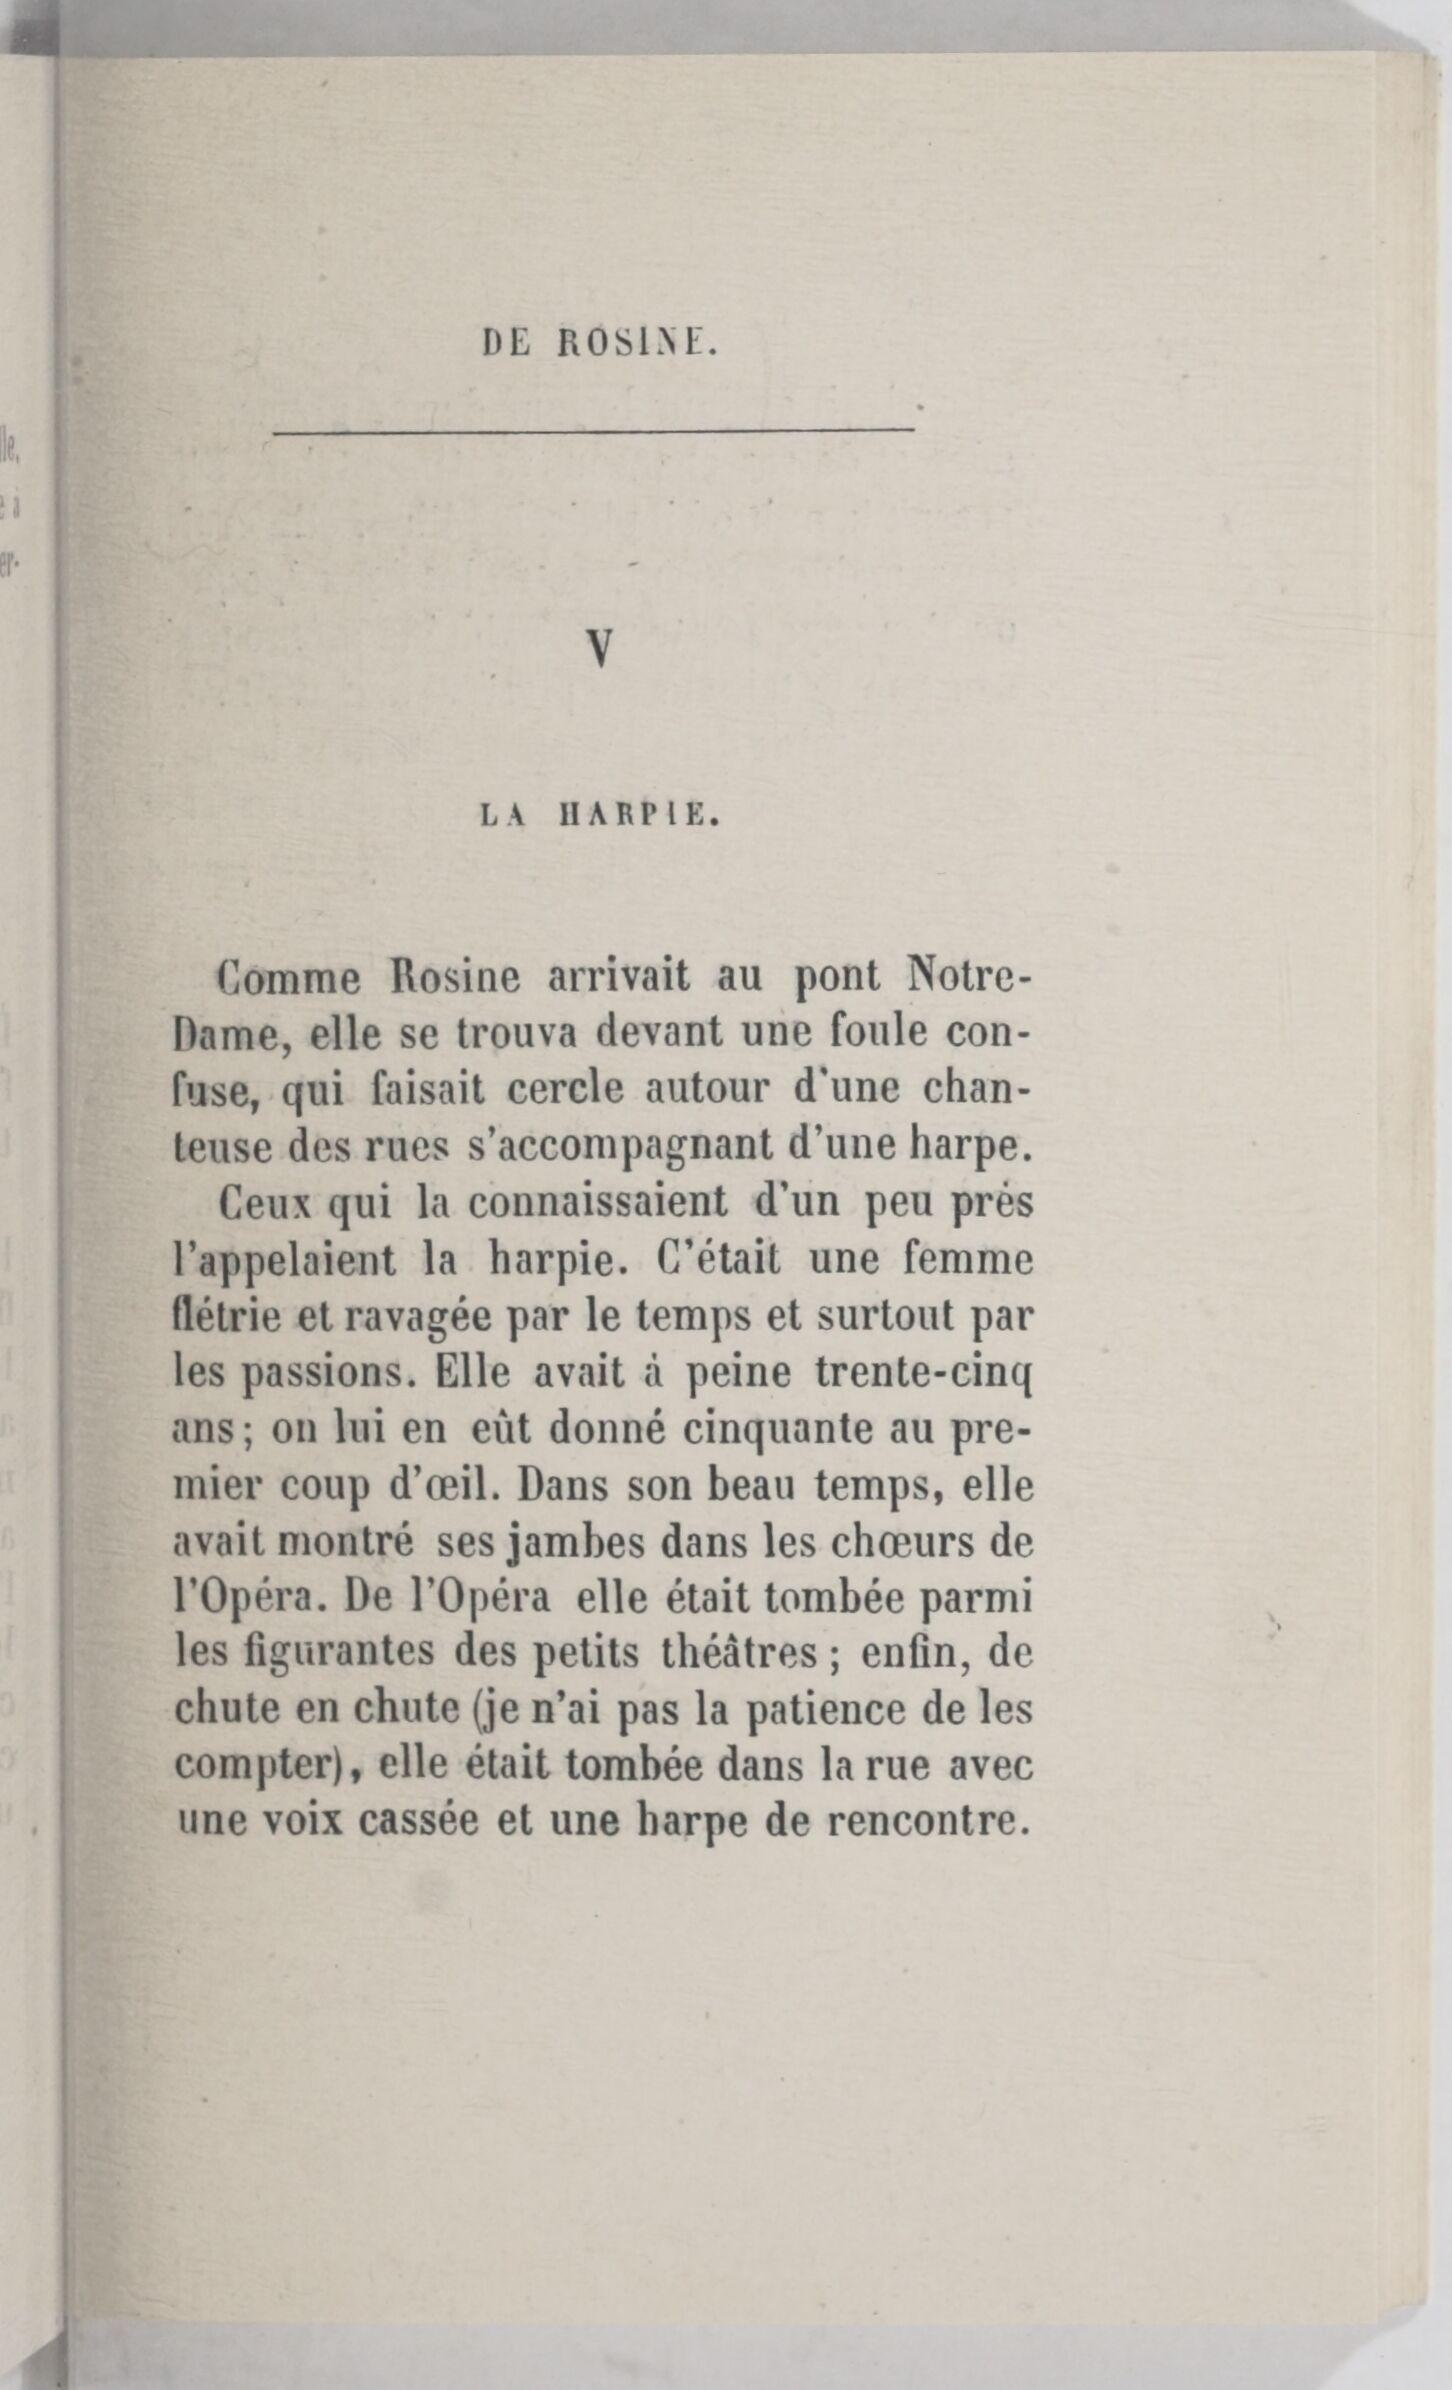 DE ROSINE.
V
LA HARPIE.
Comme Rosine arrivait au pont Notre-
Dame, elle se trouva devant une foule con-
fuse, qui faisait cercle autour d'une chan-
teuse des rues s'accompagnant d'une harpe.
Ceux qui la connaissaient d'un peu près
l'appelaient la harpie. C'était une femme
flétrie et ravagée par le temps et surtout par
les passions. Elle avait à peine trente-cinq
ans; on lui en eût donné cinquante au pre-
mier coup d'œil. Dans son beau temps, elle
avait montré ses jambes dans les chœurs de
l'Opéra. De l'Opéra elle était tombée parmi
les figurantes des petits théâtres; enfin, de
chute en chute (je n'ai pas la patience de les
compter), elle était tombée dans la rue avec
une voix cassée et une harpe de rencontre.